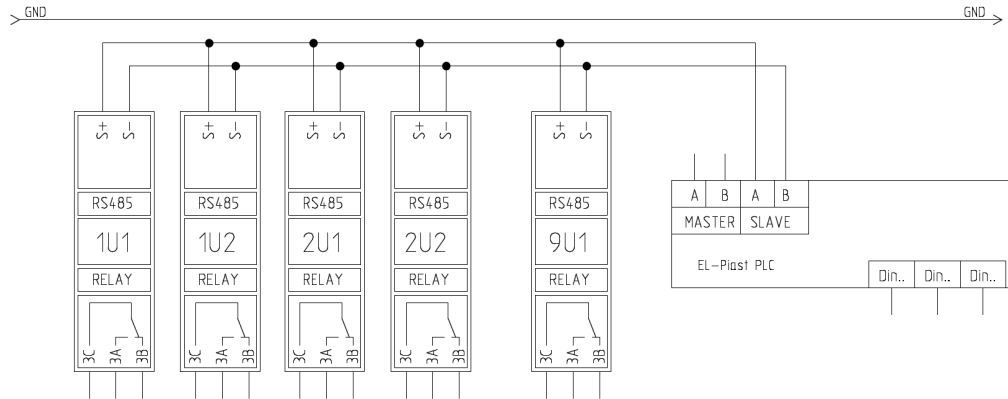 GND GND
S+ S- S+ S- S+ S- S+ S- S+ S-
RS485 RS485 RS485 RS485 RS485
A B A B
MASTER SLAVE
1U1 1U2 2U1 2U2 9U1
EL-Piast PLC
RELAY RELAY RELAY RELAY RELAY
Din.. Din.. Din..
3C 3A 3B 3C 3A 3B 3C 3A 3B 3C 3A 3B 3C 3A 3B